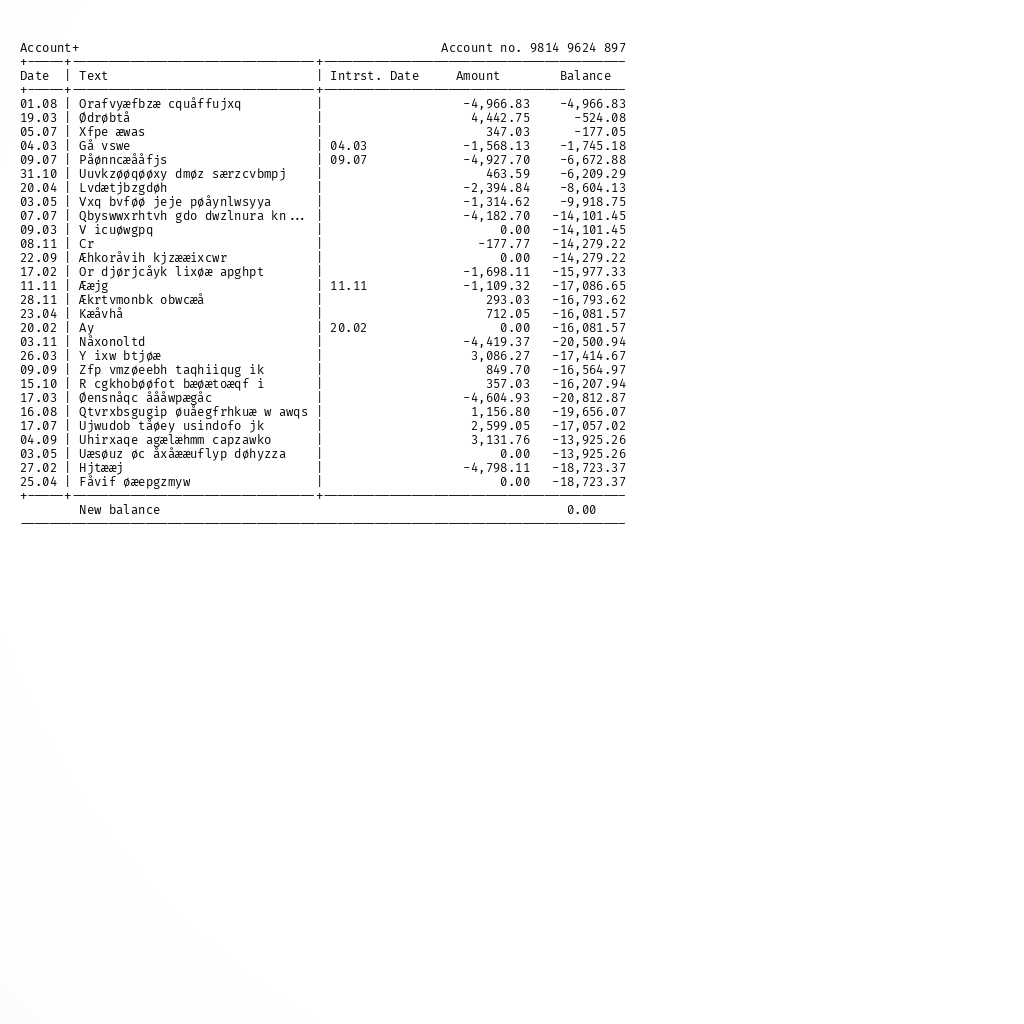 Account+ Account no. 9814 9624 897
Date | Text | Intrst. Date Amount Balance
01.08 | Orafvyæfbzæ cquåffujxq | -4,966.83 -4,966.83
19.03 | Ødrøbtå | 4,442.75 -524.08
05.07 | Xfpe æwas | 347.03 -177.05
04.03 | Gå vswe | 04.03 -1,568.13 -1,745.18
09.07 | Påønncæååfjs | 09.07 -4,927.70 -6,672.88
31.10 | Uuvkzøøqøøxy dmøz særzcvbmpj | 463.59 -6,209.29
20.04 | Lvdætjbzgdøh | -2,394.84 -8,604.13
03.05 | Vxq bvføø jeje pøåynlwsyya | -1,314.62 -9,918.75
07.07 | Qbyswwxrhtvh gdo dwzlnura kn... | -4,182.70 -14,101.45
09.03 | V icuøwgpq | 0.00 -14,101.45
08.11 | Cr | -177.77 -14,279.22
22.09 | Æhkoråvih kjzææixcwr | 0.00 -14,279.22
17.02 | Or djørjcåyk lixøæ apghpt | -1,698.11 -15,977.33
11.11 | Ææjg | 11.11 -1,109.32 -17,086.65
28.11 | Ækrtvmonbk obwcæå | 293.03 -16,793.62
23.04 | Kæåvhå | 712.05 -16,081.57
20.02 | Ay | 20.02 0.00 -16,081.57
03.11 | Nåxonoltd | -4,419.37 -20,500.94
26.03 | Y ixw btjøæ | 3,086.27 -17,414.67
09.09 | Zfp vmzøeebh taqhiiqug ik | 849.70 -16,564.97
15.10 | R cgkhobøøfot bæøætoæqf i | 357.03 -16,207.94
17.03 | Øensnåqc åååwpægåc | -4,604.93 -20,812.87
16.08 | Qtvrxbsgugip øuåegfrhkuæ w awqs | 1,156.80 -19,656.07
17.07 | Ujwudob tåøey usindofo jk | 2,599.05 -17,057.02
04.09 | Uhirxaqe agælæhmm capzawko | 3,131.76 -13,925.26
03.05 | Uæsøuz øc åxåææuflyp døhyzza | 0.00 -13,925.26
27.02 | Hjtææj | -4,798.11 -18,723.37
25.04 | Fåvif øæepgzmyw | 0.00 -18,723.37
New balance 0.00